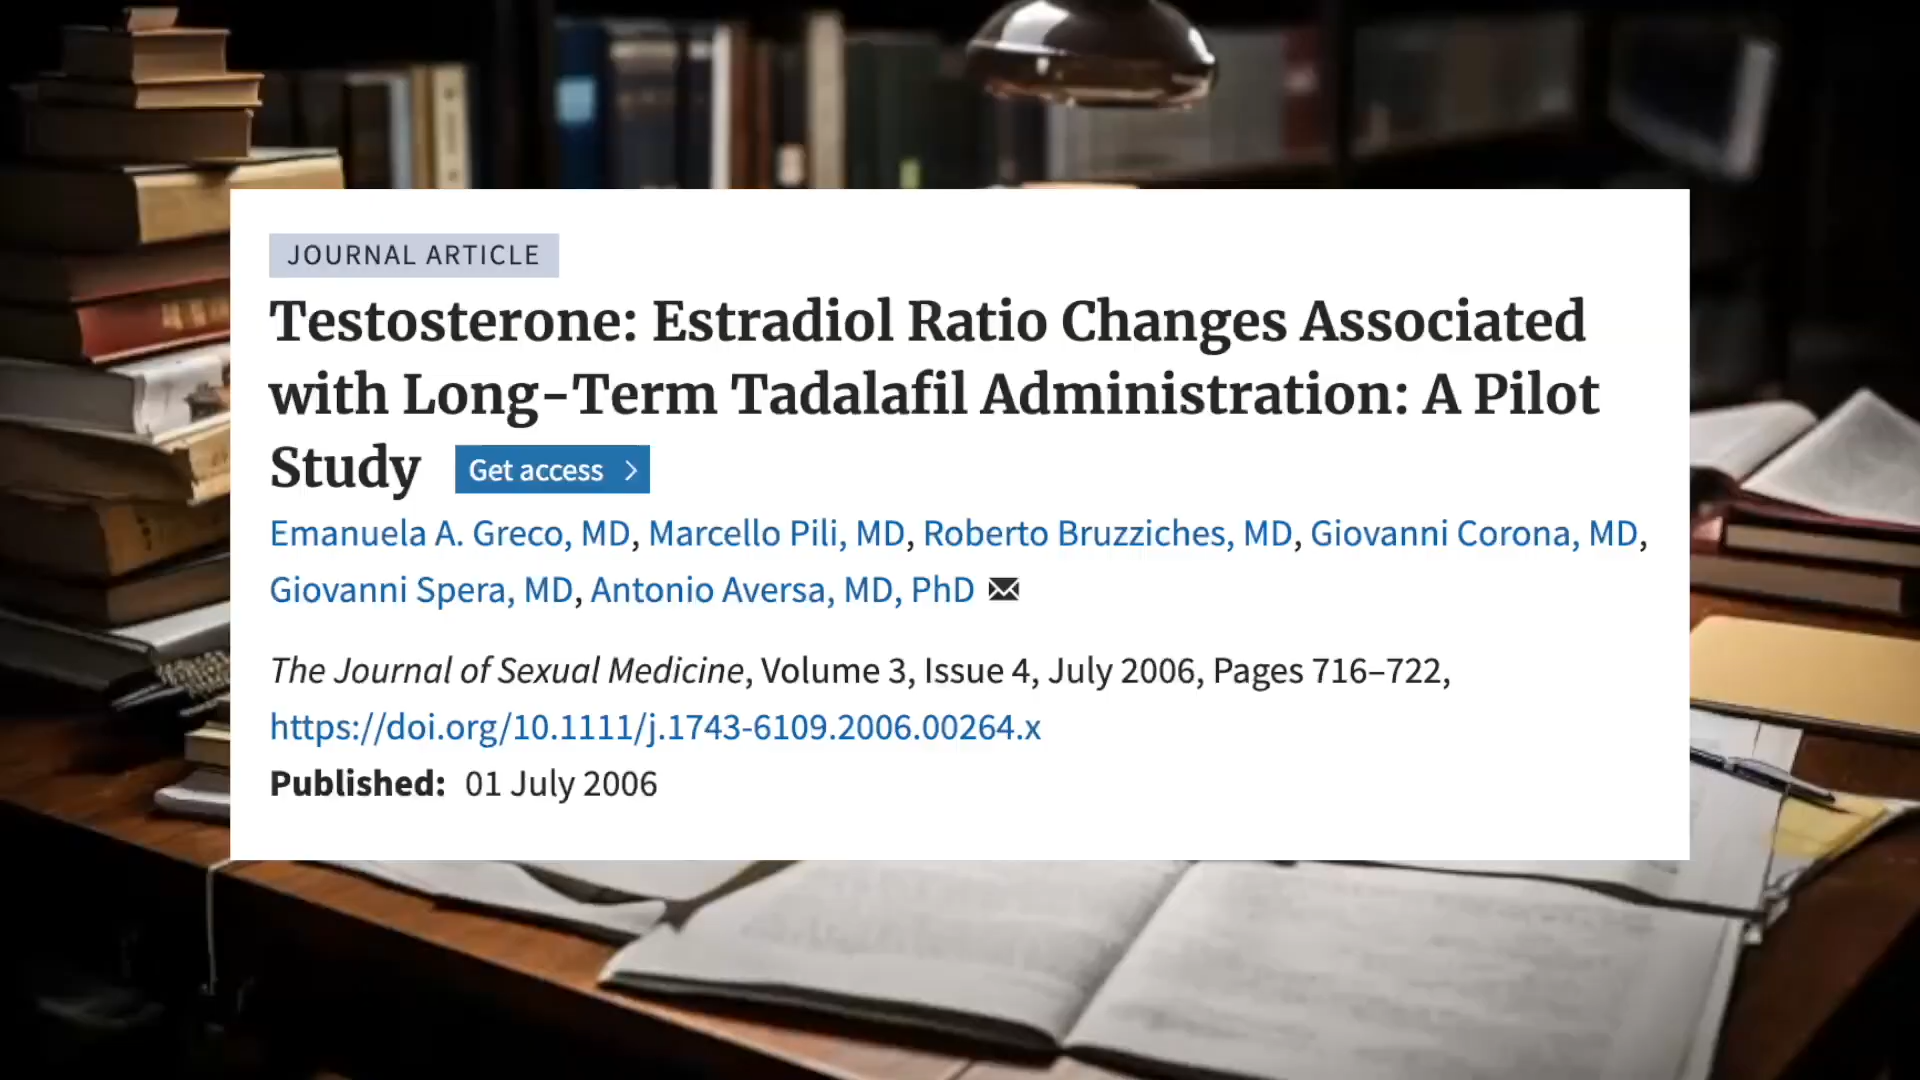 JOURNAL ARTICLE
Testosterone: Estradiol Ratio Changes Associated
with Long-Term Tadalafil Administration: A Pilot
Study Get access
Emanuela A. Greco, MD, Marcello Pili, MD, Roberto Bruzziches, MD, Giovanni Corona, MD,
Giovanni Spera, MD, Antonio Aversa, MD, PhD
The Journal of Sexual Medicine, Volume 3, Issue 4, July 2006, Pages 716–722,
https://doi.org/10.1111/j.1743-6109.2006.00264.x
Published: 01 July 2006